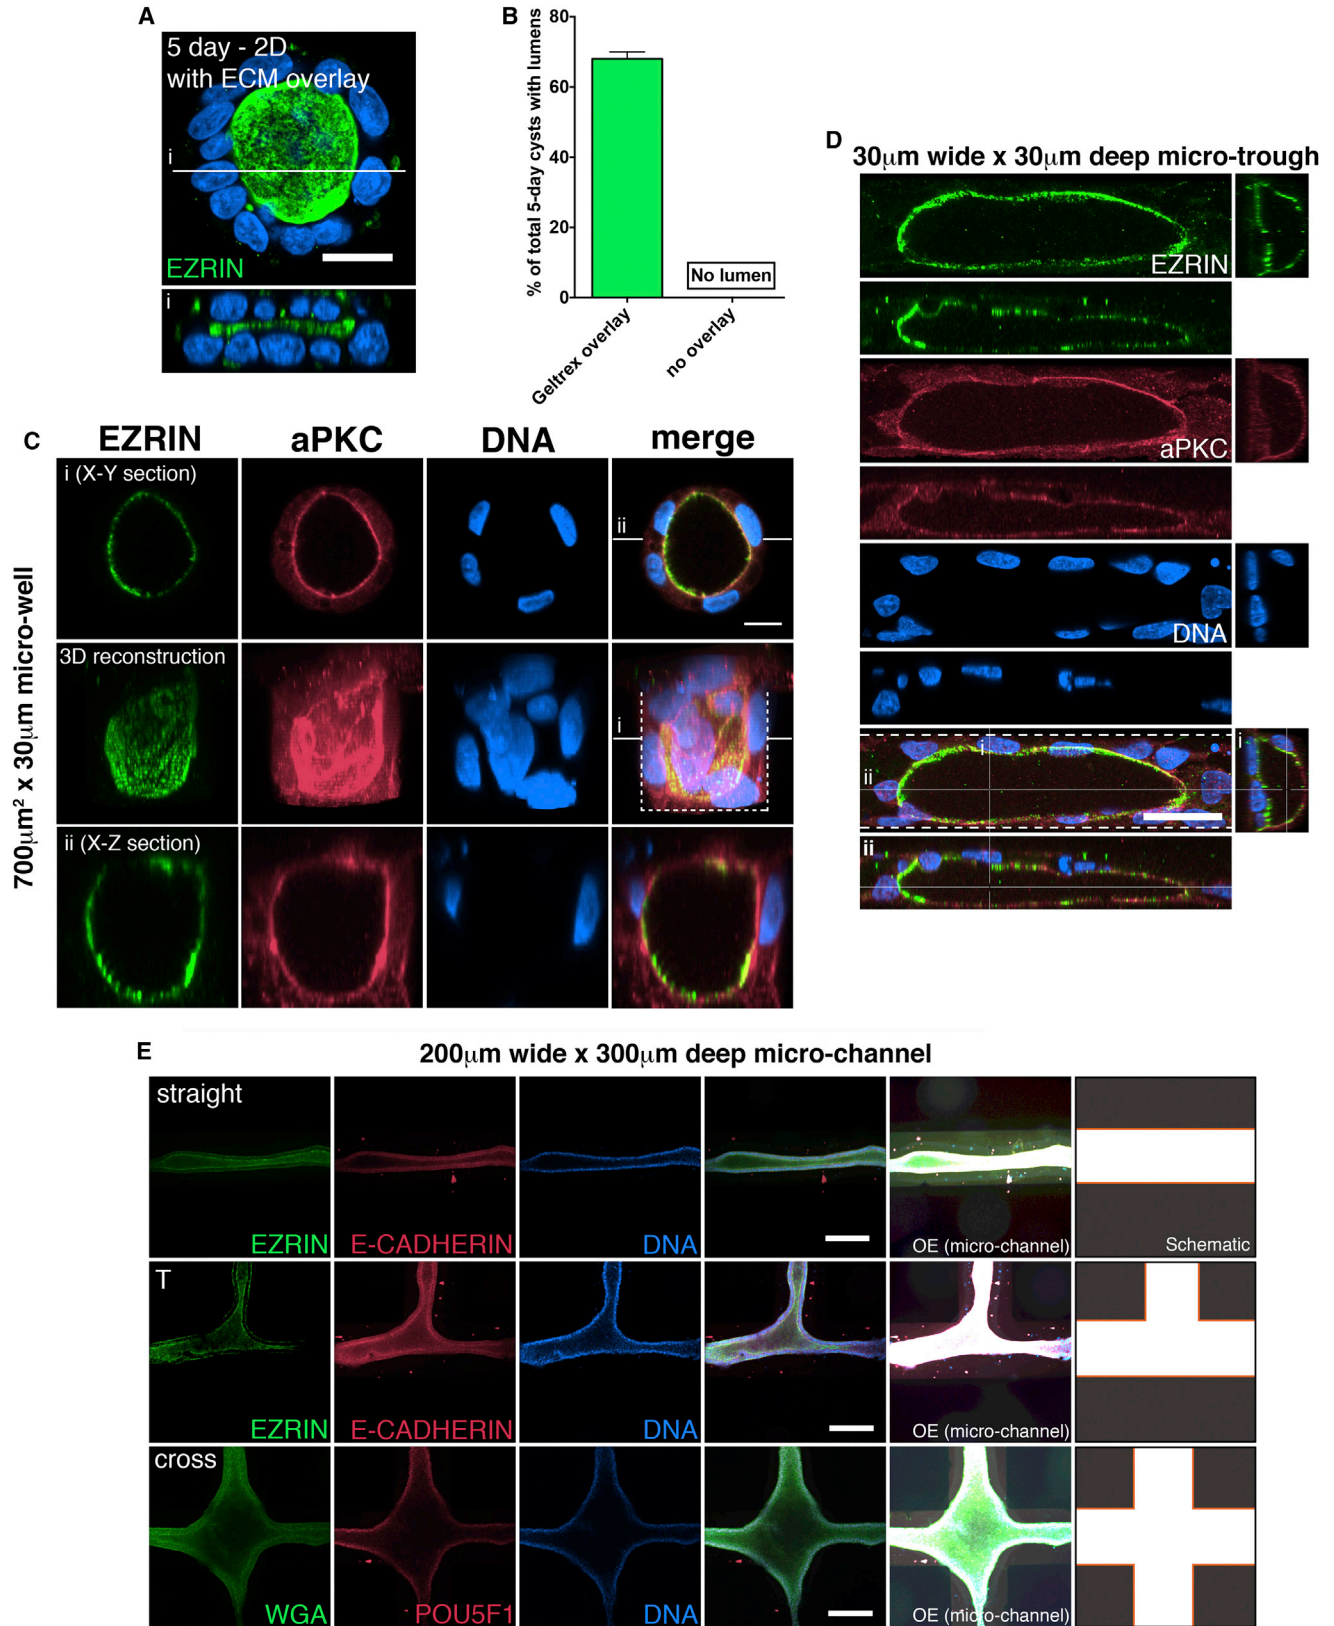 A
5 day - 2D
with ECM overlay
i
EZRIN
i
B
% of total 5-day cysts with lumens
80
60
40
20
0
No lumen
Geltrex overlay
no overlay
C
EZRIN aPKC DNA merge
700μm² x 30μm micro-well
i (X-Y section)
ii
3D reconstruction
i
ii (X-Z section)
D
30μm wide x 30μm deep micro-trough
EZRIN
aPKC
DNA
i
i
ii
ii
E
200μm wide x 300μm deep micro-channel
straight
EZRIN E-CADHERIN DNA OE (micro-channel) Schematic
T
EZRIN E-CADHERIN DNA OE (micro-channel)
cross
WGA POU5F1 DNA OE (micro-channel)